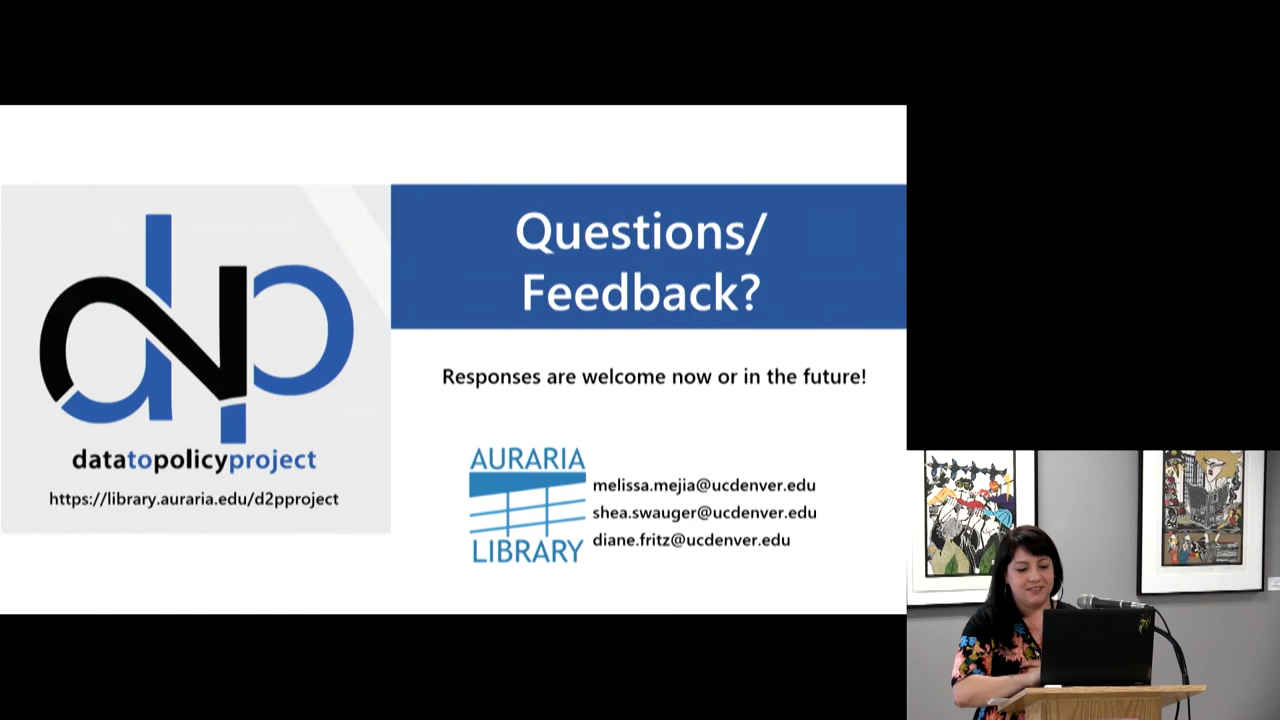 datatopolicyproject
https://library.auraria.edu/d2pproject
Questions/
Feedback?
Responses are welcome now or in the future!
AURARIA
LIBRARY
melissa.mejia@ucdenver.edu
shea.swauger@ucdenver.edu
diane.fritz@ucdenver.edu